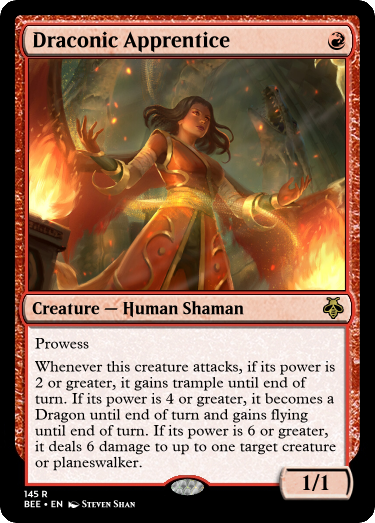 Draconic Apprentice
Creature — Human Shaman
Prowess
Whenever this creature attacks, if its power is
2 or greater, it gains trample until end of
turn. If its power is 4 or greater, it becomes a
Dragon until end of turn and gains flying
until end of turn. If its power is 6 or greater,
it deals 6 damage to up to one target creature
or planeswalker.
1/1
145 R
BEE • EN Steven Shan